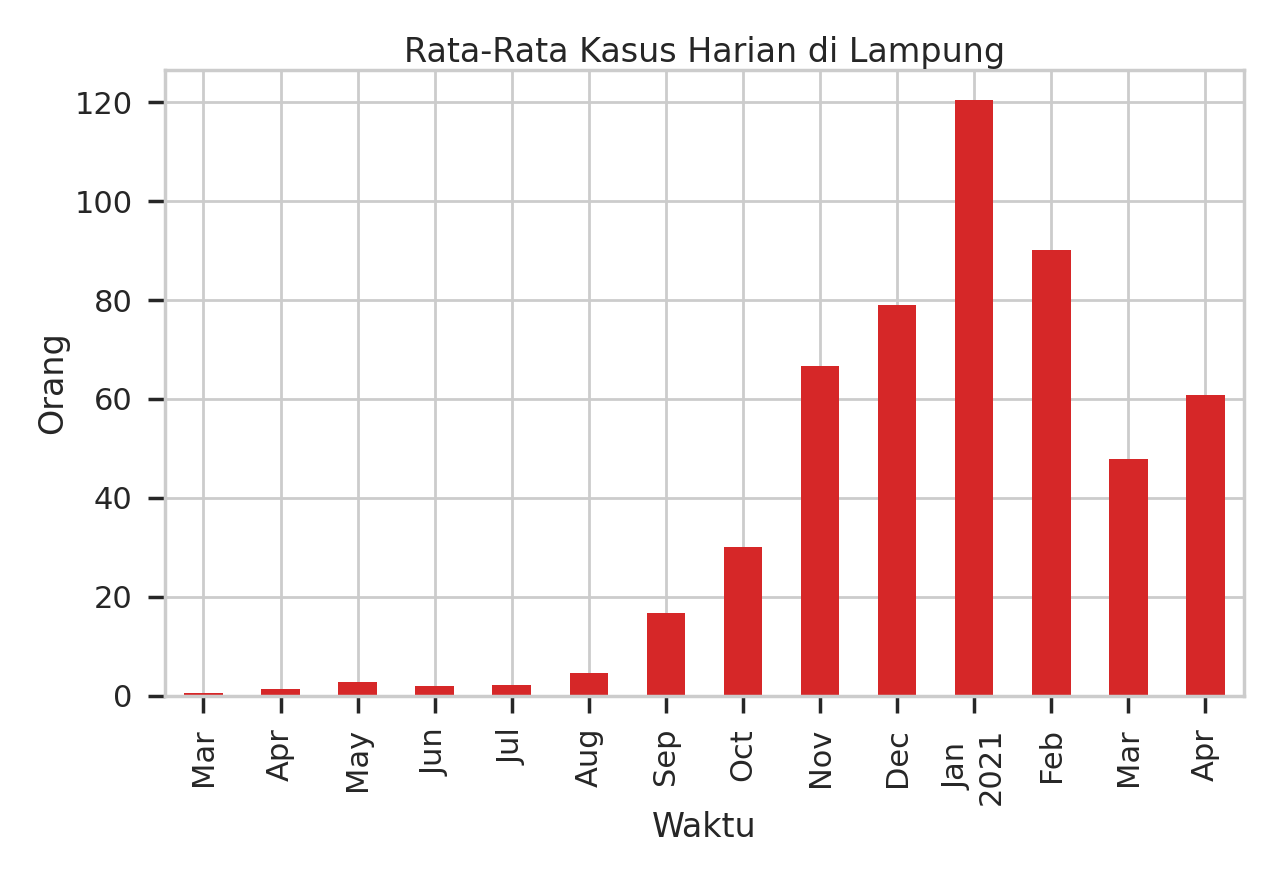 Rata-Rata Kasus Harian di Lampung
120
100
80
60
40
20
0
Orang
Mar
Apr
May
Jun
Jul
Aug
Sep
Oct
Nov
Dec
Jan
2021
Feb
Mar
Apr
Waktu